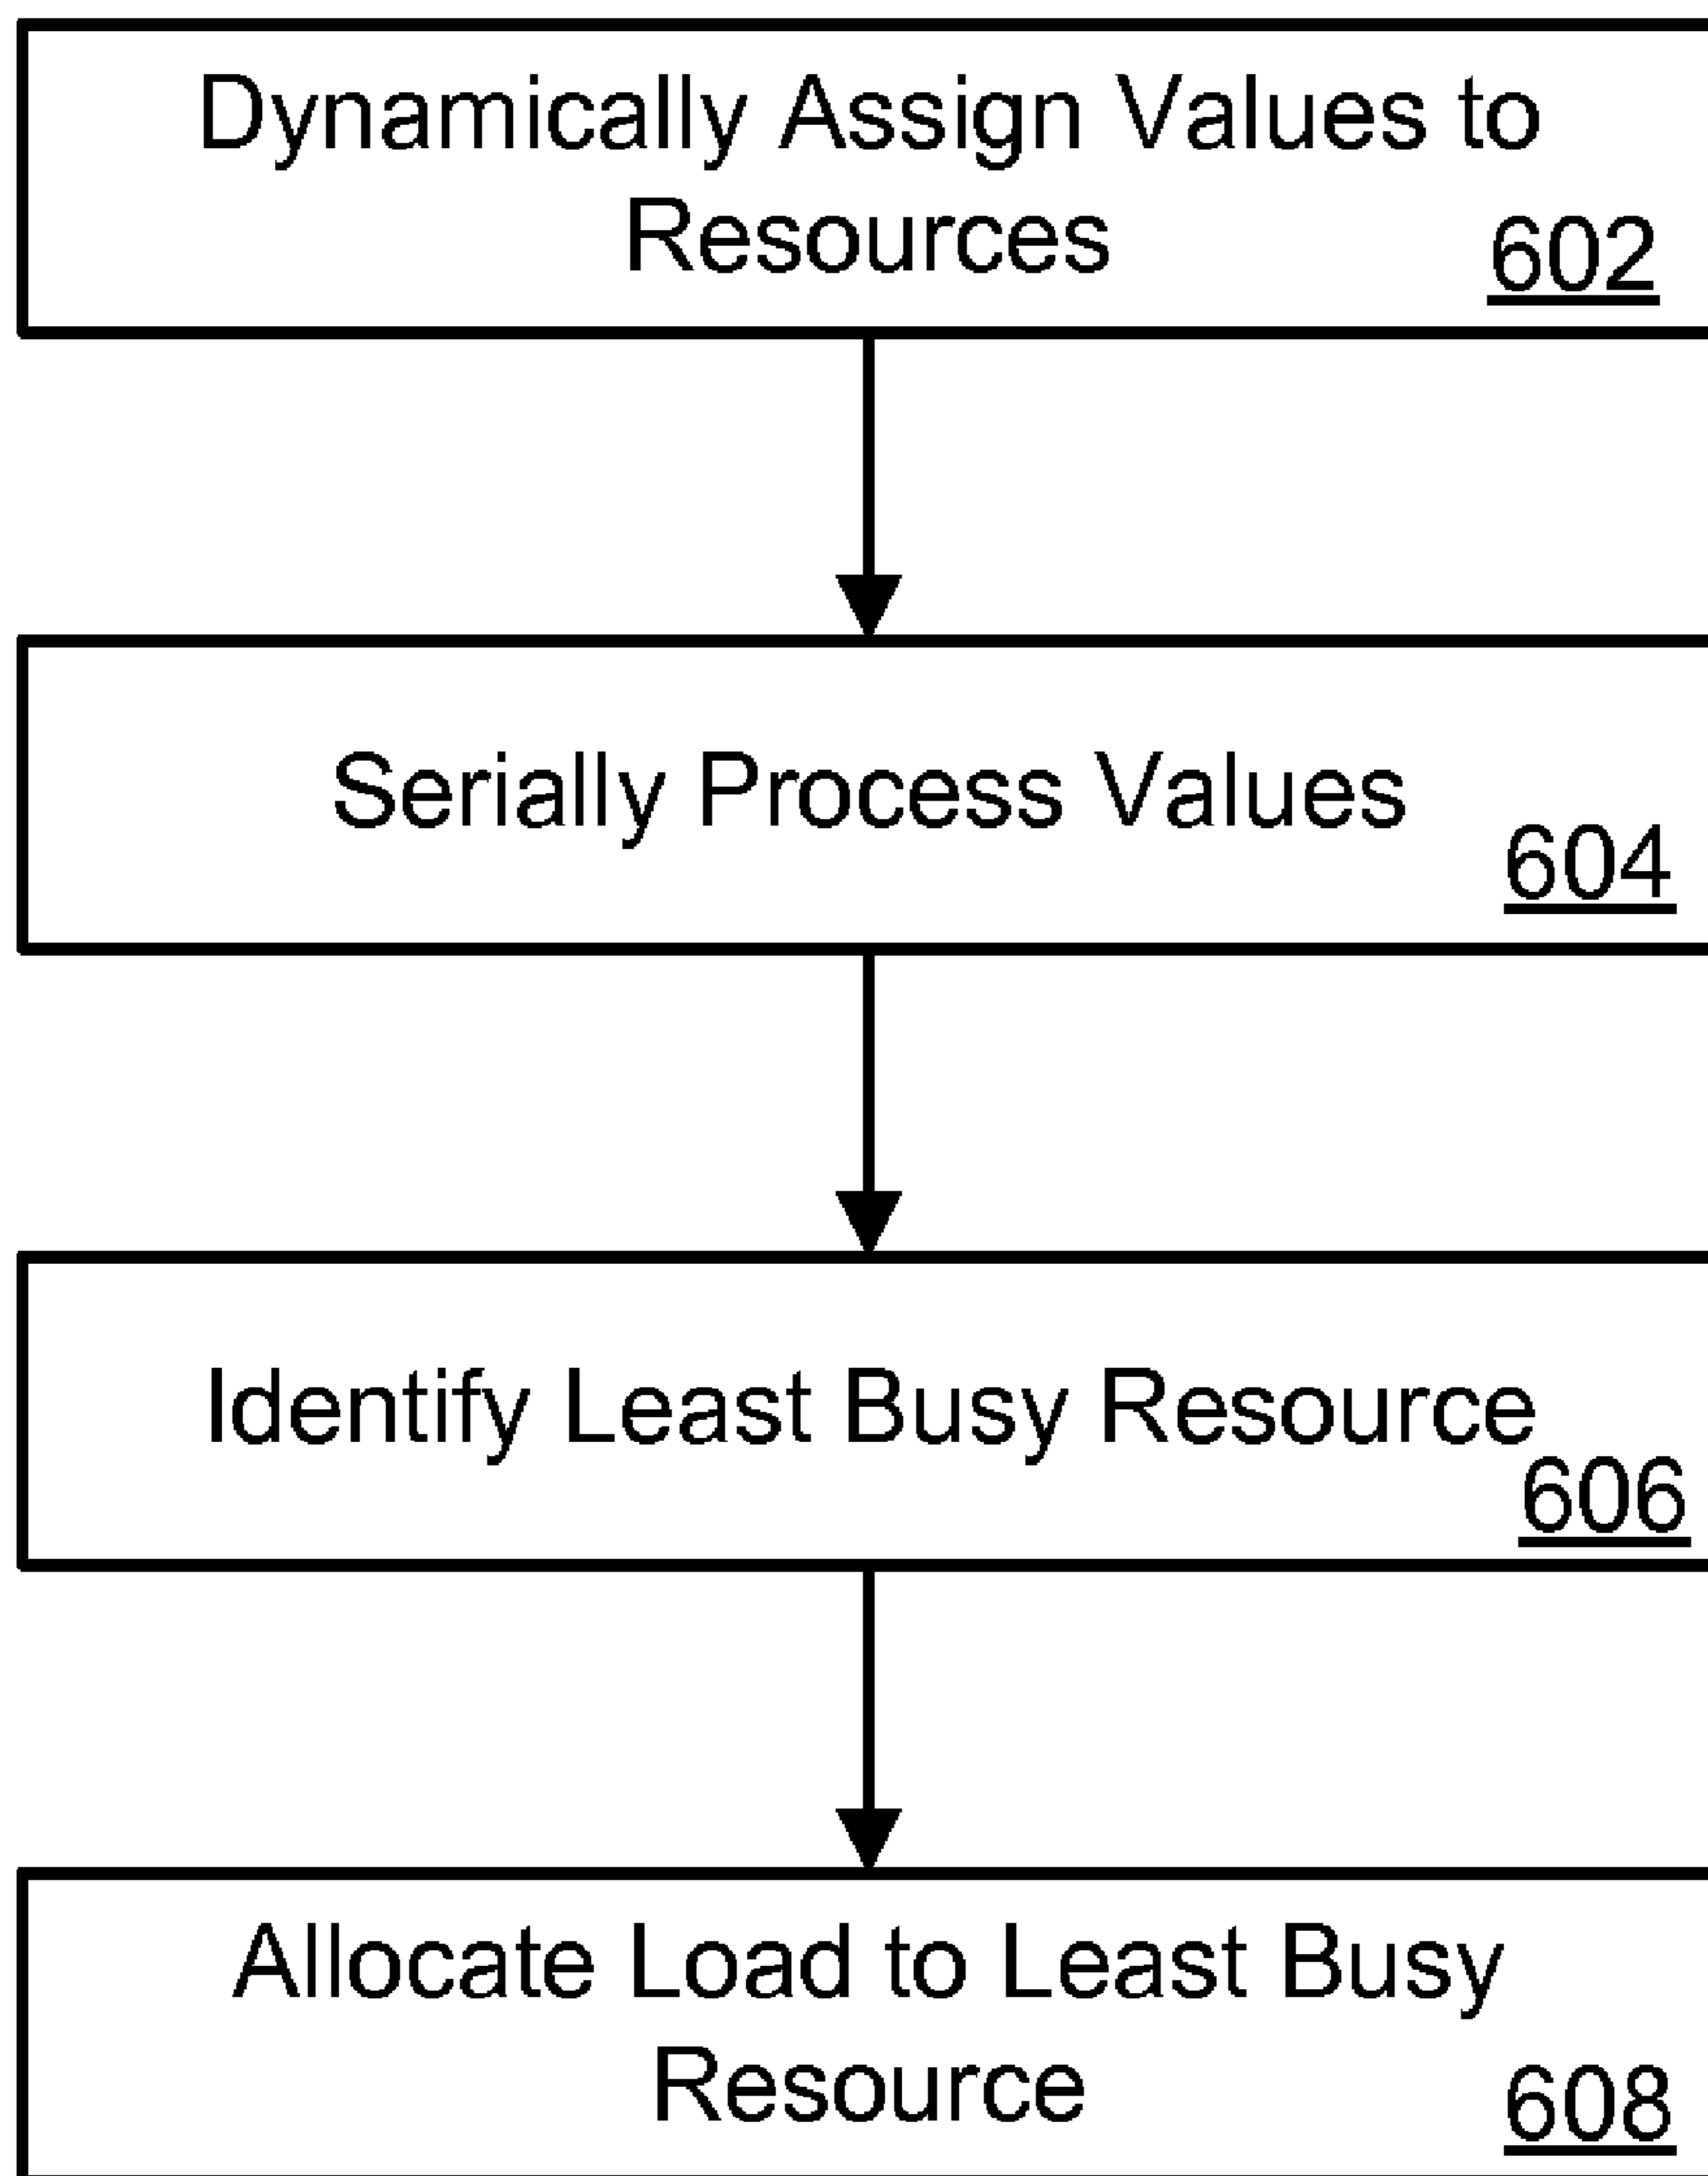 Dynamically Assign Values to
Resources
602
Serially Process Values
604
Identify Least Busy Resource
606
Allocate Load to Least Busy
Resource
608